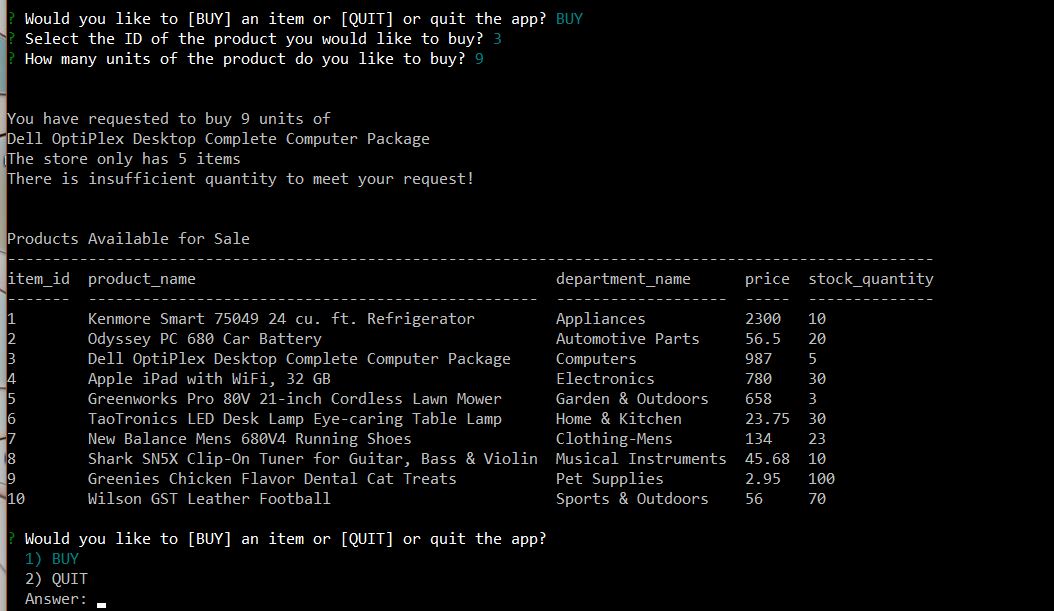 ? Would you like to [BUY] an item or [QUIT] or quit the app? BUY
? Select the ID of the product you would like to buy? 3
? How many units of the product do you like to buy? 9
You have requested to buy 9 units of
Dell OptiPlex Desktop Complete Computer Package
The store only has 5 items
There is insufficient quantity to meet your request!
Products Available for Sale
-------------------------------------------------------------------------------------------------------
item_id  product_name                                        department_name      price  stock_quantity
-------  --------------------------------------------------  -------------------  -----  --------------
1        Kenmore Smart 75049 24 cu. ft. Refrigerator         Appliances           2300   10
2        Odyssey PC 680 Car Battery                          Automotive Parts     56.5   20
3        Dell OptiPlex Desktop Complete Computer Package     Computers            987    5
4        Apple iPad with WiFi, 32 GB                         Electronics          780    30
5        Greenworks Pro 80V 21-inch Cordless Lawn Mower      Garden & Outdoors    658    3
6        TaoTronics LED Desk Lamp Eye-caring Table Lamp      Home & Kitchen       23.75  30
7        New Balance Mens 680V4 Running Shoes                Clothing-Mens        134    23
8        Shark SN5X Clip-On Tuner for Guitar, Bass & Violin  Musical Instruments  45.68  10
9        Greenies Chicken Flavor Dental Cat Treats           Pet Supplies         2.95   100
10       Wilson GST Leather Football                         Sports & Outdoors    56     70
? Would you like to [BUY] an item or [QUIT] or quit the app?
1) BUY
2) QUIT
Answer: